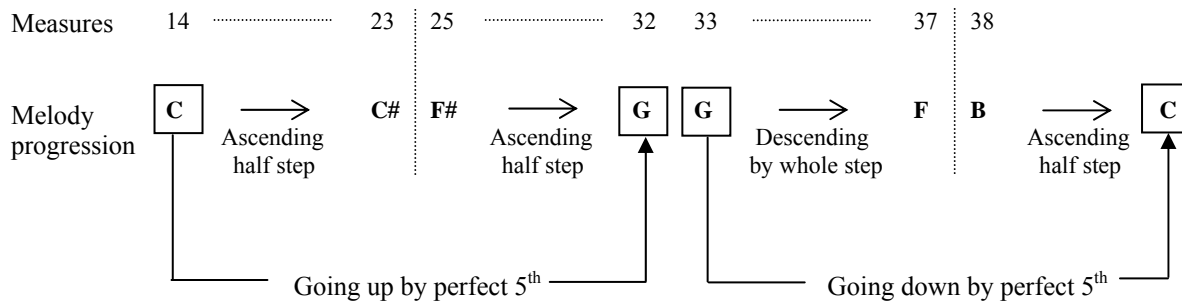 Measures 14 23 25 32 33 37 38
Melody progression C C# F# G G F B C
Ascending half step Ascending half step Descending by whole step Ascending half step
Going up by perfect 5th Going down by perfect 5th